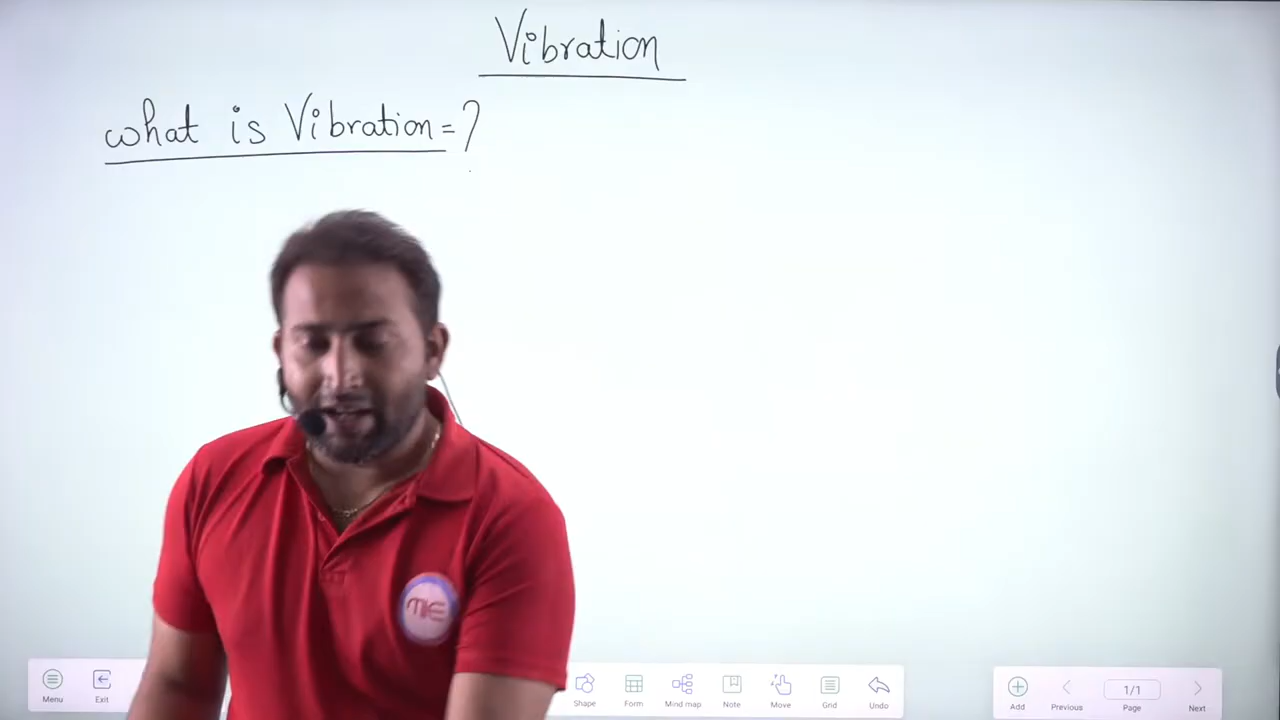 Vibration
what is Vibration = ?
MIE
Menu
Exit
Shape
Form
Mind map
Note
Move
Grid
Undo
Add
Previous
1/1
Page
Next